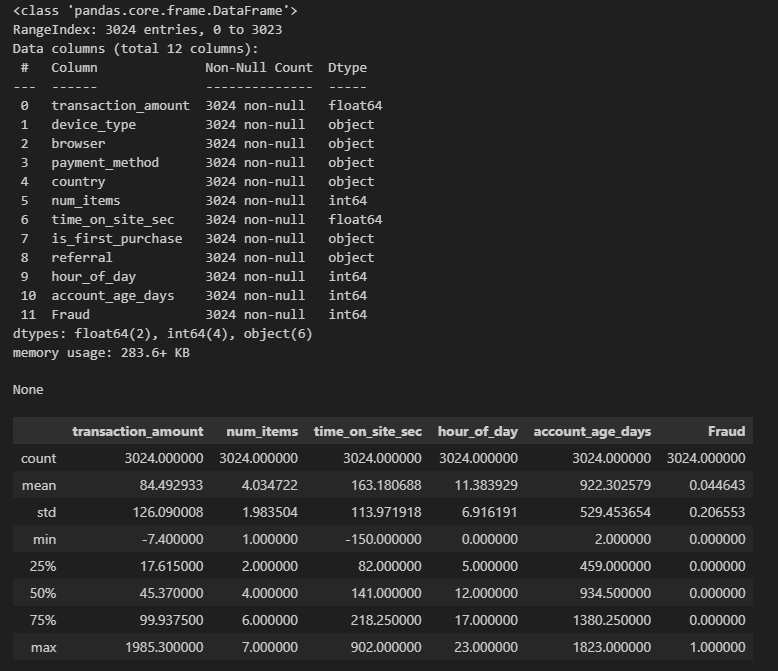 <class 'pandas.core.frame.DataFrame'>
RangeIndex: 3024 entries, 0 to 3023
Data columns (total 12 columns):
 #   Column              Non-Null Count  Dtype
---  ------              --------------  -----
 0   transaction_amount  3024 non-null   float64
 1   device_type         3024 non-null   object
 2   browser             3024 non-null   object
 3   payment_method      3024 non-null   object
 4   country             3024 non-null   object
 5   num_items           3024 non-null   int64
 6   time_on_site_sec    3024 non-null   float64
 7   is_first_purchase   3024 non-null   object
 8   referral            3024 non-null   object
 9   hour_of_day         3024 non-null   int64
 10  account_age_days    3024 non-null   int64
 11  Fraud               3024 non-null   int64
dtypes: float64(2), int64(4), object(6)
memory usage: 283.6+ KB
None
transaction_amount num_items time_on_site_sec hour_of_day account_age_days Fraud
count 3024.000000 3024.000000 3024.000000 3024.000000 3024.000000 3024.000000
mean 84.492933 4.034722 163.180688 11.383929 922.302579 0.044643
std 126.090008 1.983504 113.971918 6.916191 529.453654 0.206553
min -7.400000 1.000000 -150.000000 0.000000 2.000000 0.000000
25% 17.615000 2.000000 82.000000 5.000000 459.000000 0.000000
50% 45.370000 4.000000 141.000000 12.000000 934.500000 0.000000
75% 99.937500 6.000000 218.250000 17.000000 1380.250000 0.000000
max 1985.300000 7.000000 902.000000 23.000000 1823.000000 1.000000